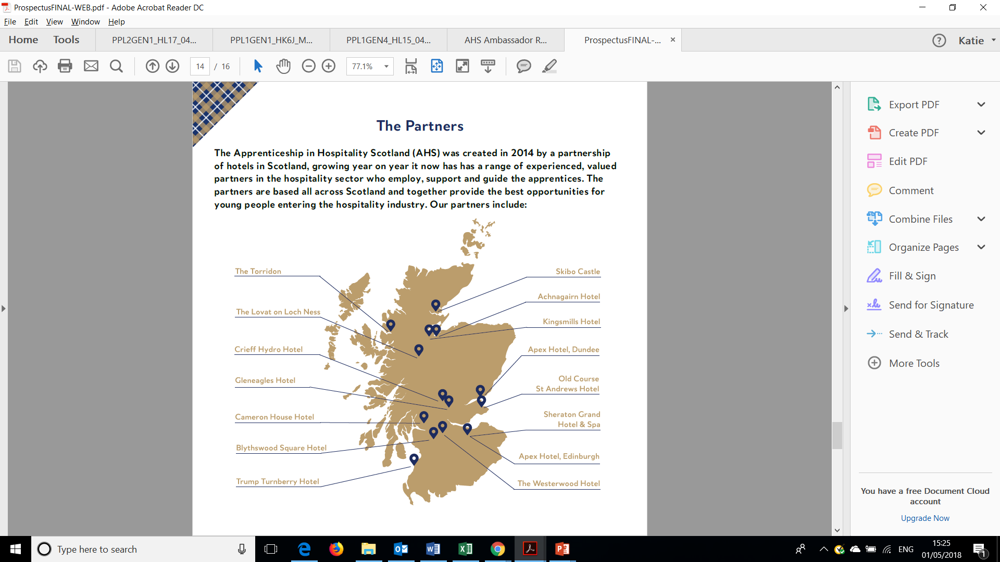 ProspectusFINAL-WEB.pdf - Adobe Acrobat Reader DC
File Edit View Window Help
Home Tools PPL2GEN1_HL17_04... PPL1GEN1_HK6J_M... PPL1GEN4_HL15_04... AHS Ambassador R... ProspectusFINAL-... × ? Katie
14 / 16 77.1%
The Partners
The Apprenticeship in Hospitality Scotland (AHS) was created in 2014 by a partnership
of hotels in Scotland, growing year on year it now has has a range of experienced, valued
partners in the hospitality sector who employ, support and guide the apprentices. The
partners are based all across Scotland and together provide the best opportunities for
young people entering the hospitality industry. Our partners include:
The Torridon
The Lovat on Loch Ness
Crieff Hydro Hotel
Gleneagles Hotel
Cameron House Hotel
Blythswood Square Hotel
Trump Turnberry Hotel
Skibo Castle
Achnagairn Hotel
Kingsmills Hotel
Apex Hotel, Dundee
Old Course
St Andrews Hotel
Sheraton Grand
Hotel & Spa
Apex Hotel, Edinburgh
The Westerwood Hotel
Export PDF
Create PDF
Edit PDF
Comment
Combine Files
Organize Pages
Fill & Sign
Send for Signature
Send & Track
More Tools
You have a free Document Cloud
account
Upgrade Now
Type here to search
ENG
15:25
01/05/2018
1